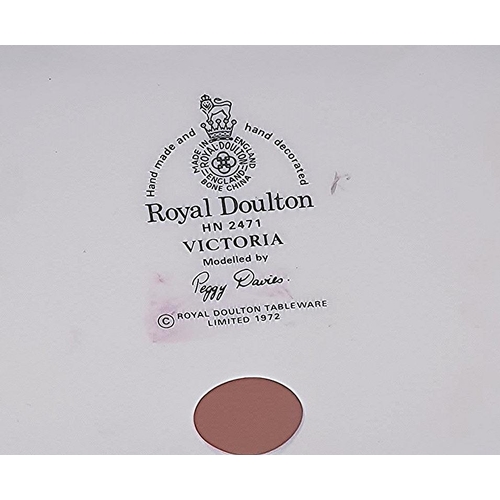 Hand made and hand decorated
MADE IN ENGLAND
ROYAL·DOULTON
ENGLAND
BONE CHINA
Royal Doulton
HN 2471
VICTORIA
Modelled by
Peggy Davies.
© ROYAL DOULTON TABLEWARE
LIMITED 1972